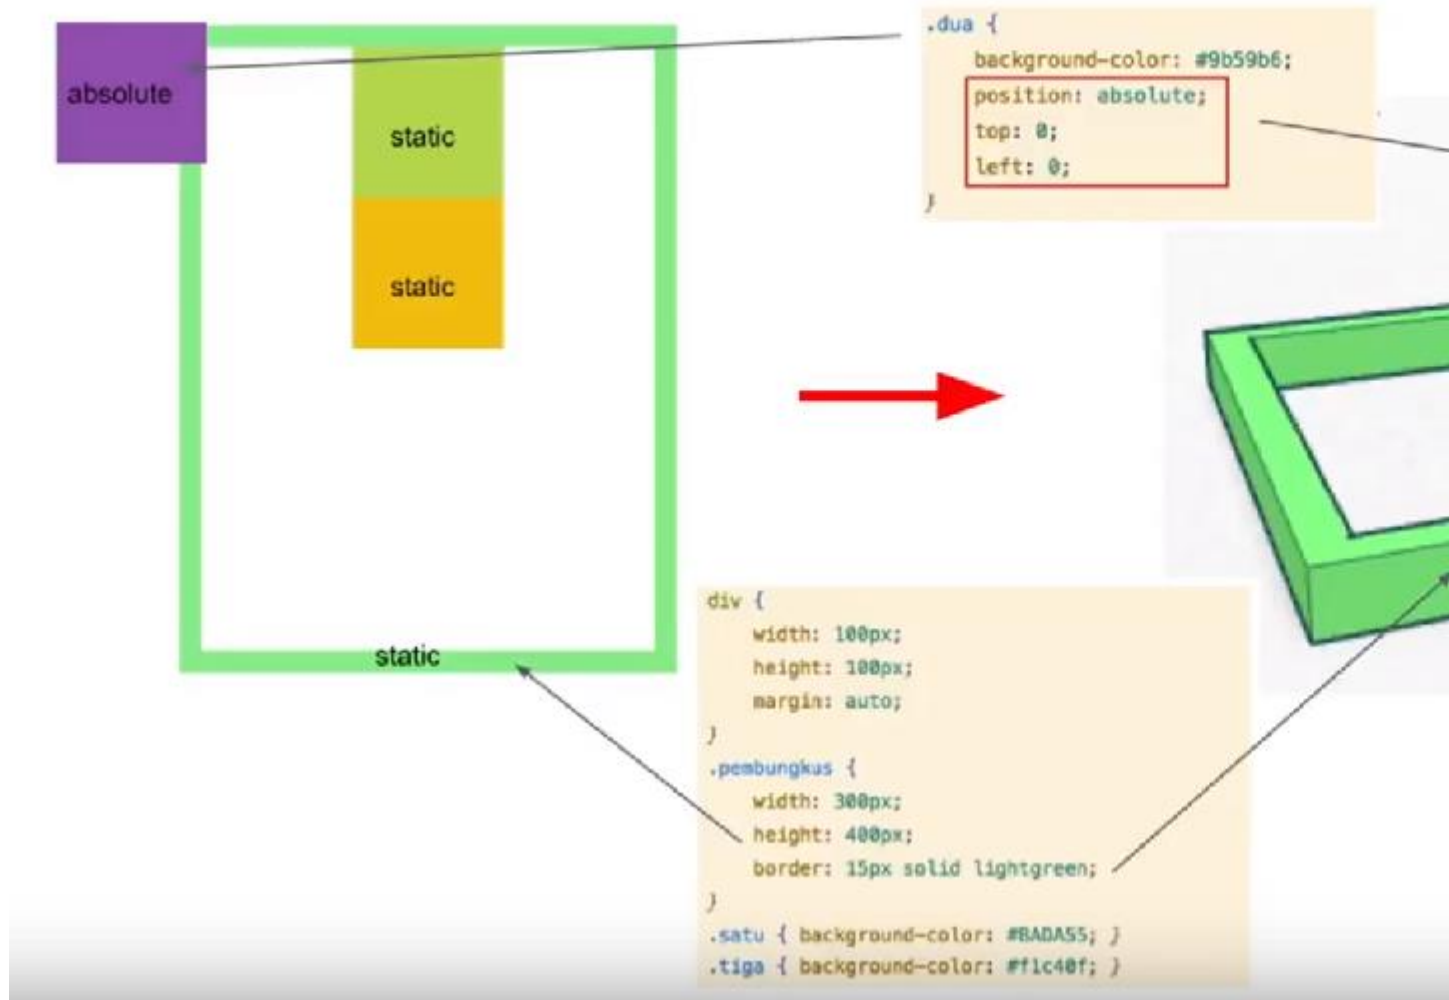 absolute
static
static
static
.dua {
background-color: #9b59b6;
position: absolute;
top: 0;
left: 0;
}
div {
width: 100px;
height: 100px;
margin: auto;
}
.pembungkus {
width: 300px;
height: 400px;
border: 15px solid lightgreen;
}
.satu { background-color: #BADA55; }
.tiga { background-color: #f1c40f; }